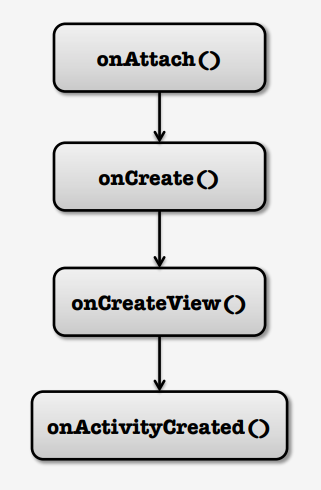 onAttach()
onCreate()
onCreateView()
onActivityCreated()